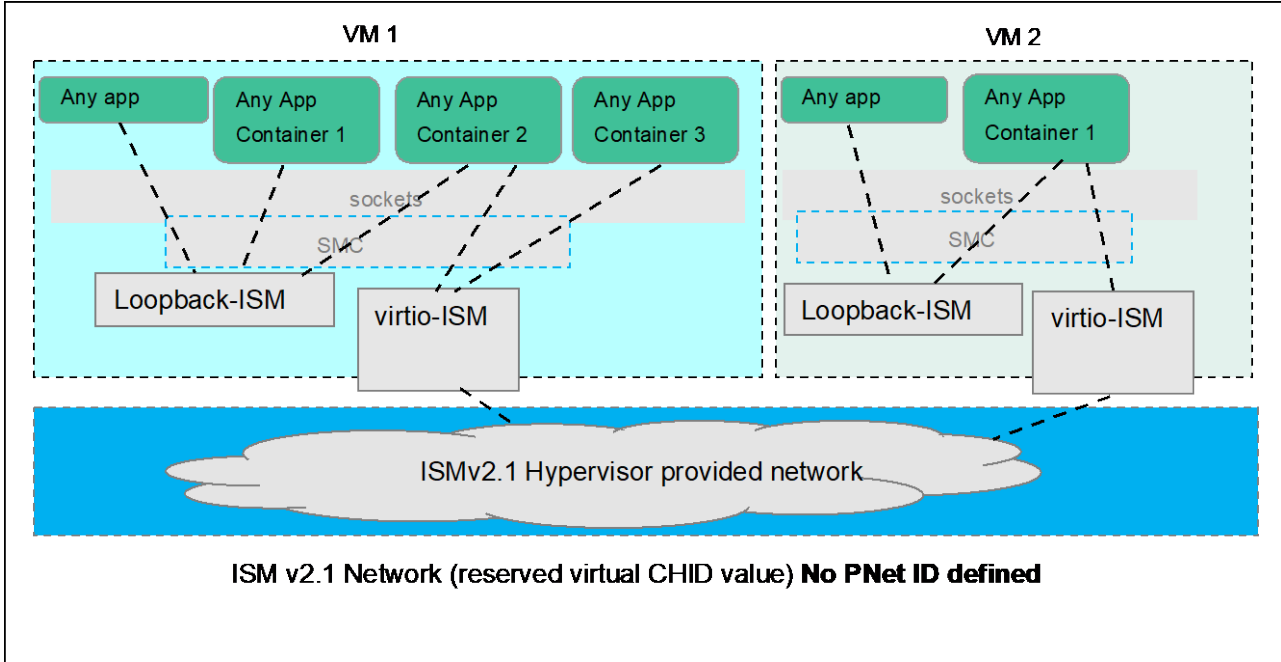 VM 1
VM 2
Any app
Any App
Container 1
Any App
Container 2
Any App
Container 3
Any app
Any App
Container 1
sockets
sockets
SMC
SMC
Loopback-ISM
virtio-ISM
Loopback-ISM
virtio-ISM
ISMv2.1 Hypervisor provided network
ISM v2.1 Network (reserved virtual CHID value) No PNet ID defined